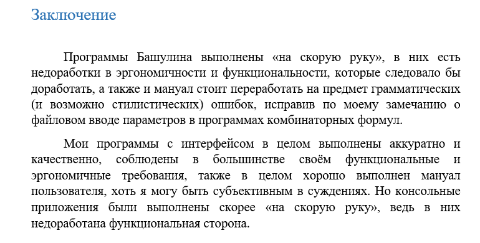 Заключение
Программы Башулина выполнены «на скорую руку», в них есть
недоработки в эргономичности и функциональности, которые следовало бы
доработать, а также и мануал стоит переработать на предмет грамматических
(и возможно стилистических) ошибок, исправив по моему замечанию о
файловом вводе параметров в программах комбинаторных формул.
Мои программы с интерфейсом в целом выполнены аккуратно и
качественно, соблюдены в большинстве своём функциональные и
эргономичные требования, также в целом хорошо выполнен мануал
пользователя, хоть я могу быть субъективным в суждениях. Но консольные
приложения были выполнены скорее «на скорую руку», ведь в них
недоработана функциональная сторона.